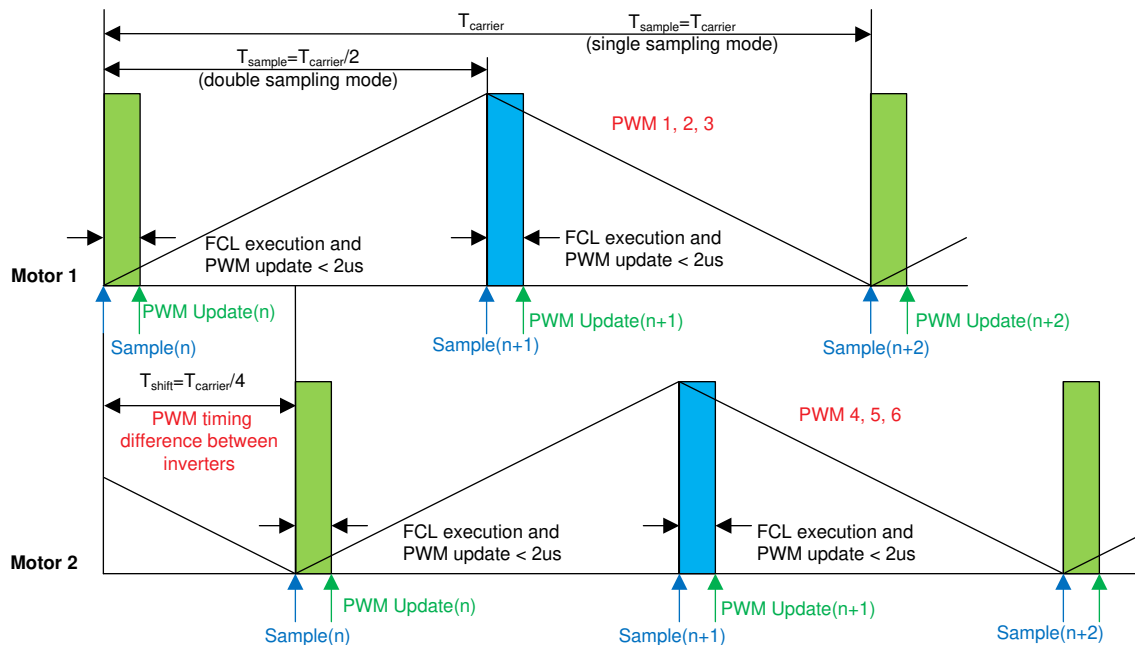 Tcarrier
Tsample=Tcarrier
(single sampling mode)
Tsample=Tcarrier/2
(double sampling mode)
PWM 1, 2, 3
FCL execution and
PWM update < 2us
FCL execution and
PWM update < 2us
Motor 1
PWM Update(n)
PWM Update(n+1)
PWM Update(n+2)
Sample(n)
Sample(n+1)
Sample(n+2)
Tshift=Tcarrier/4
PWM timing
difference between
inverters
PWM 4, 5, 6
FCL execution and
PWM update < 2us
FCL execution and
PWM update < 2us
Motor 2
PWM Update(n)
PWM Update(n+1)
Sample(n)
Sample(n+1)
Sample(n+2)